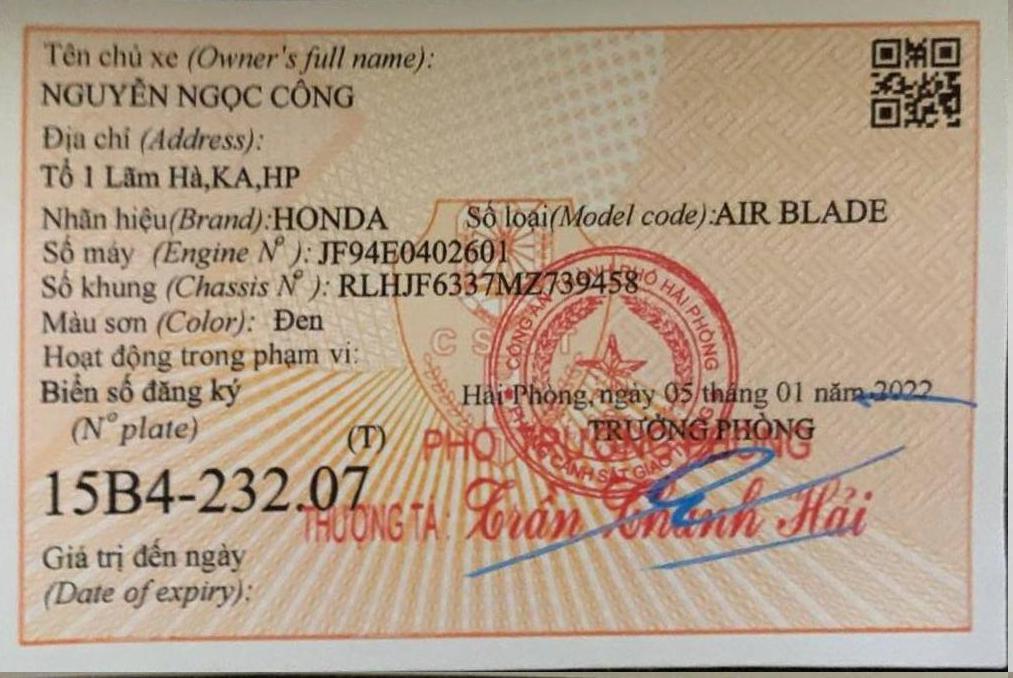 Tên chủ xe (Owner's full name):
NGUYỄN NGỌC CÔNG
Địa chỉ (Address):
Tổ 1 Lãm Hà,KA,HP
Nhãn hiệu(Brand):HONDA Số loại(Model code):AIR BLADE
Số máy (Engine Nº): JF94E0402601
Số khung (Chassis Nº): RLHJF6337MZ739458
Màu sơn (Color): Đen
Hoạt động trong phạm vi:
CÔNG AN THÀNH PHỐ HẢI PHÒNG
PHÒNG CẢNH SÁT GIAO THÔNG
Biển số đăng ký Hải Phòng, ngày 05 tháng 01 năm 2022
(Nº plate) (T) TRƯỞNG PHÒNG
PHÓ TRƯỞNG PHÒNG
15B4-232.07
THƯỢNG TÁ: Trần Thanh Hải
Giá trị đến ngày
(Date of expiry):